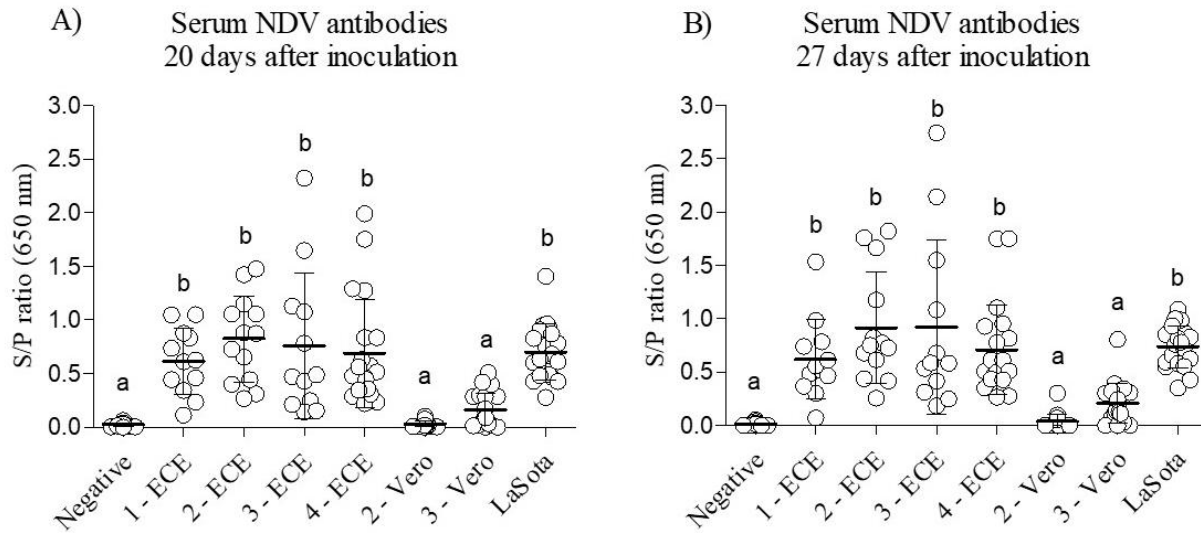 A)
Serum NDV antibodies
20 days after inoculation
S/P ratio (650 nm)
3.0
2.5
2.0
1.5
1.0
0.5
0.0
a
b
b
b
b
a
a
b
Negative
1 - ECE
2 - ECE
3 - ECE
4 - ECE
2 - Vero
3 - Vero
LaSota
B)
Serum NDV antibodies
27 days after inoculation
S/P ratio (650 nm)
3.0
2.5
2.0
1.5
1.0
0.5
0.0
a
b
b
b
b
a
a
b
Negative
1 - ECE
2 - ECE
3 - ECE
4 - ECE
2 - Vero
3 - Vero
LaSota